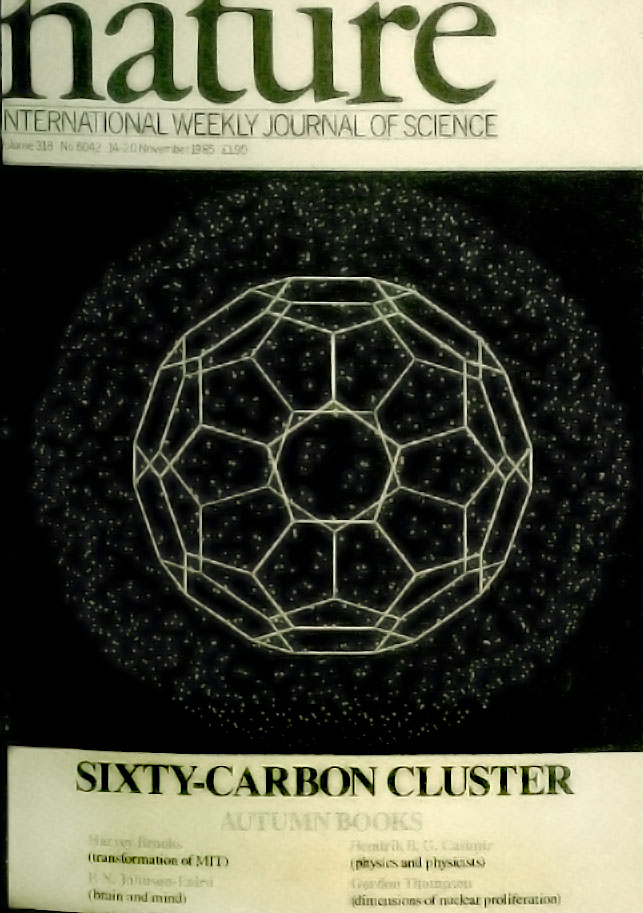 nature
INTERNATIONAL WEEKLY JOURNAL OF SCIENCE
Volume 318 No 6042 14-20 November 1985 £1.90
SIXTY-CARBON CLUSTER
AUTUMN BOOKS
Harvey Brooks
(transformation of MIT)
P. N. Johnson-Laird
(brain and mind)
Hendrik B. G. Casimir
(physics and physicists)
Gordon Thompson
(dimensions of nuclear proliferation)